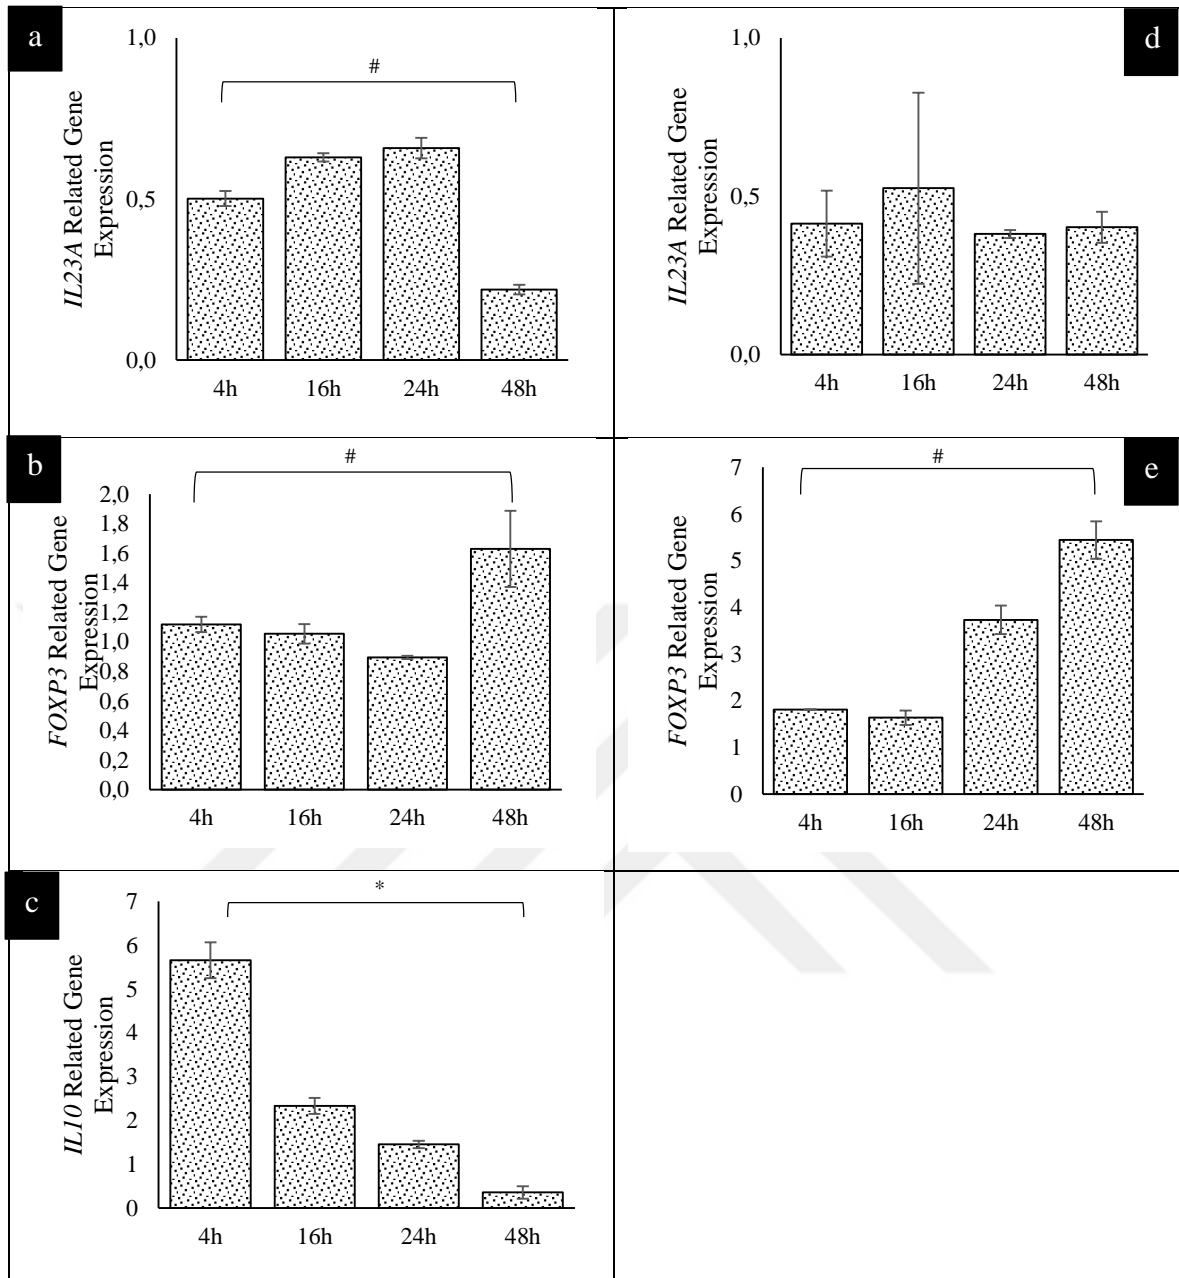 a
IL23A Related Gene
Expression
1,0
0,5
0,0
#
4h 16h 24h 48h
d
IL23A Related Gene
Expression
1,0
0,5
0,0
4h 16h 24h 48h
b
FOXP3 Related Gene
Expression
2,0
1,8
1,6
1,4
1,2
1,0
0,8
0,6
0,4
0,2
0,0
#
4h 16h 24h 48h
e
FOXP3 Related Gene
Expression
7
6
5
4
3
2
1
0
#
4h 16h 24h 48h
c
IL10 Related Gene
Expression
7
6
5
4
3
2
1
0
*
4h 16h 24h 48h